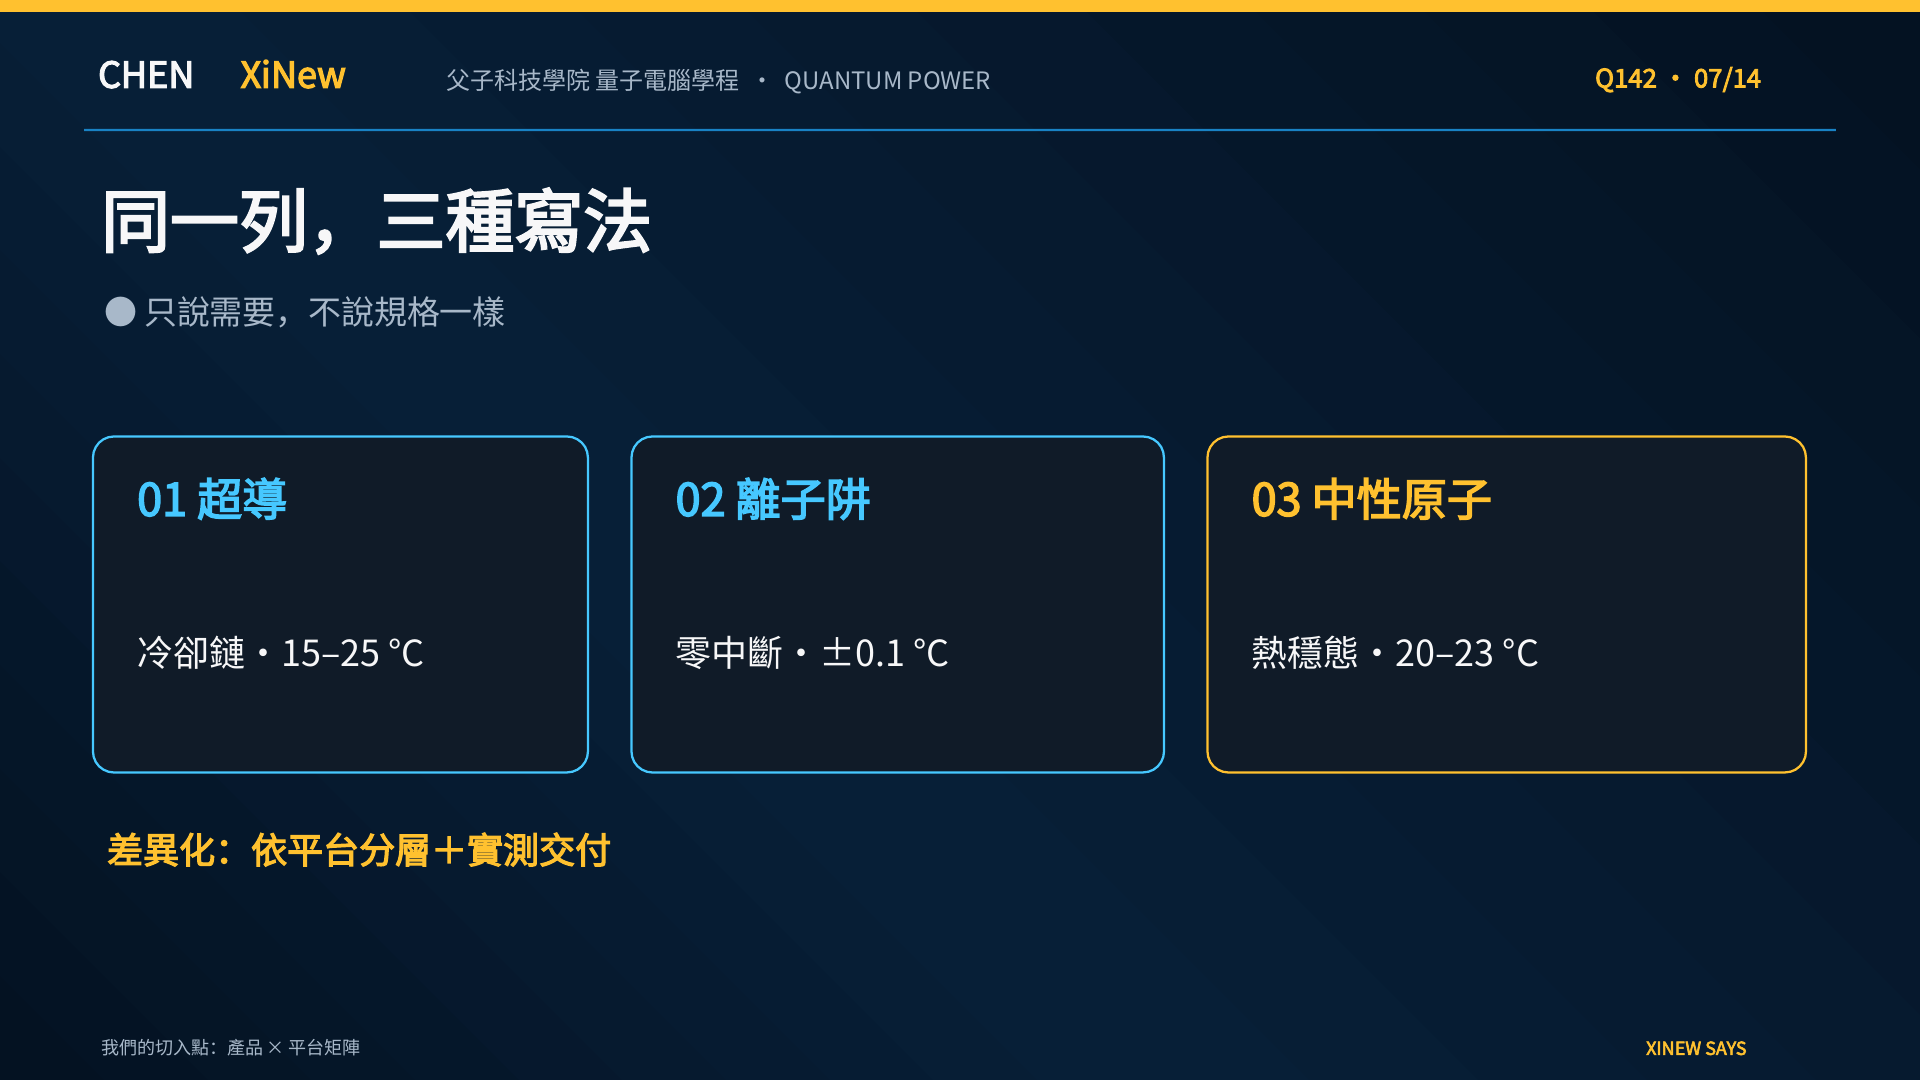 CHEN XiNew 父子科技學院 量子電腦學程 · QUANTUM POWER Q142 · 07/14
同一列，三種寫法
● 只說需要，不說規格一樣
01 超導
冷卻鏈・15–25 °C
02 離子阱
零中斷・±0.1 °C
03 中性原子
熱穩態・20–23 °C
差異化：依平台分層＋實測交付
我們的切入點：產品 × 平台矩陣
XINEW SAYS